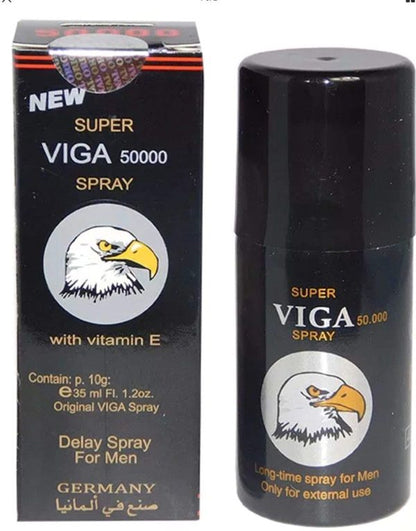 50000
NEW
SUPER
VIGA 50000
SPRAY
with vitamin E
Contain: p. 10g:
℮ 35 ml Fl. 1.2oz.
Original VIGA Spray
Delay Spray
For Men
GERMANY
صنع في ألمانيا
SUPER
VIGA 50.000
SPRAY
Long-time spray for Men
Only for external use